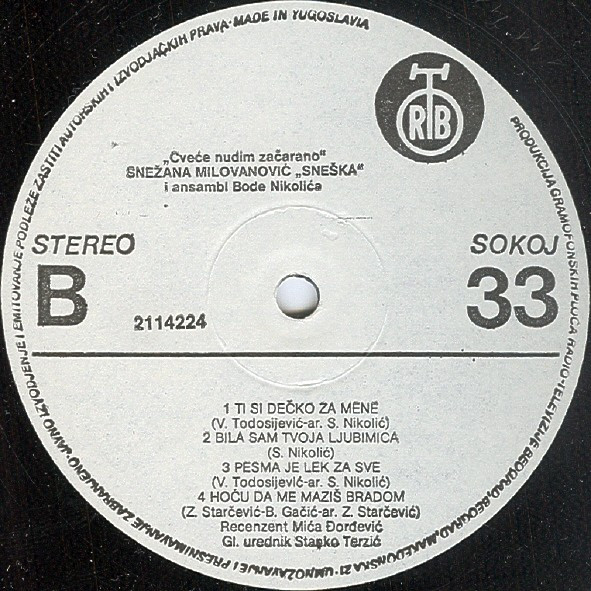 JAVNO IZVODJENJE I EMITOVANJE PODLEŽE ZAŠTITI AUTORSKIH I IZVODJAČKIH PRAVA · MADE IN YUGOSLAVIA
RTB
„Cveće nudim začarano"
SNEŽANA MILOVANOVIĆ „SNEŠKA"
i ansambl Bode Nikolića
STEREO
SOKOJ
B
33
2114224
1 TI SI DEČKO ZA MENE
(V. Todosijević-ar. S. Nikolić)
2 BILA SAM TVOJA LJUBIMICA
(S. Nikolić)
3 PESMA JE LEK ZA SVE
(V. Todosijević-ar. S. Nikolić)
4 HOĆU DA ME MAZIŠ BRADOM
(Z. Starčević-B. Gačić-ar. Z. Starčević)
Recenzent Mića Đorđević
Gl. urednik Stanko Terzić
PRODUKCIJA GRAMOFONSKIH PLOČA RADIO-TELEVIZIJE BEOGRAD, BEOGRAD, MAKEDONSKA 21 · UMNOŽAVANJE I PRESNIMAVANJE ZABRANJENO ·